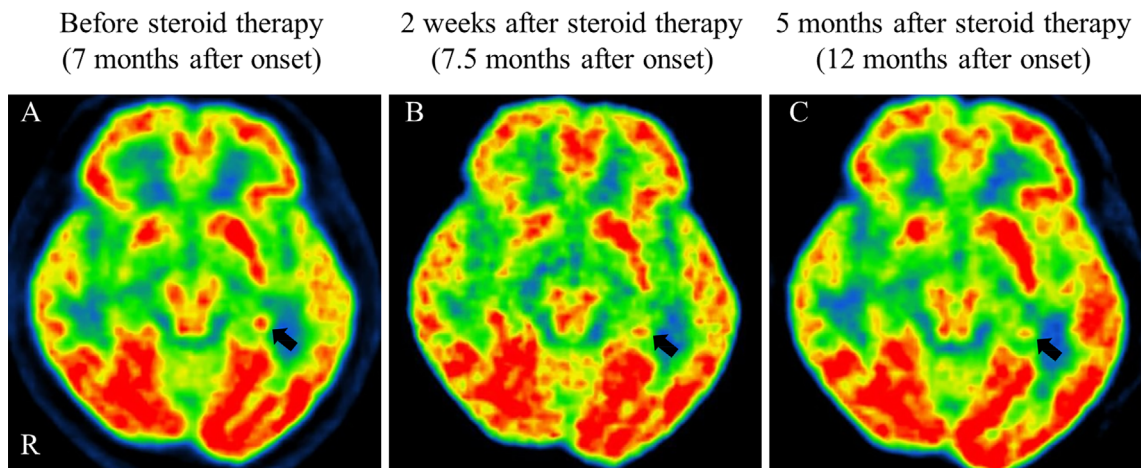 Before steroid therapy
(7 months after onset)
2 weeks after steroid therapy
(7.5 months after onset)
5 months after steroid therapy
(12 months after onset)
A
B
C
R